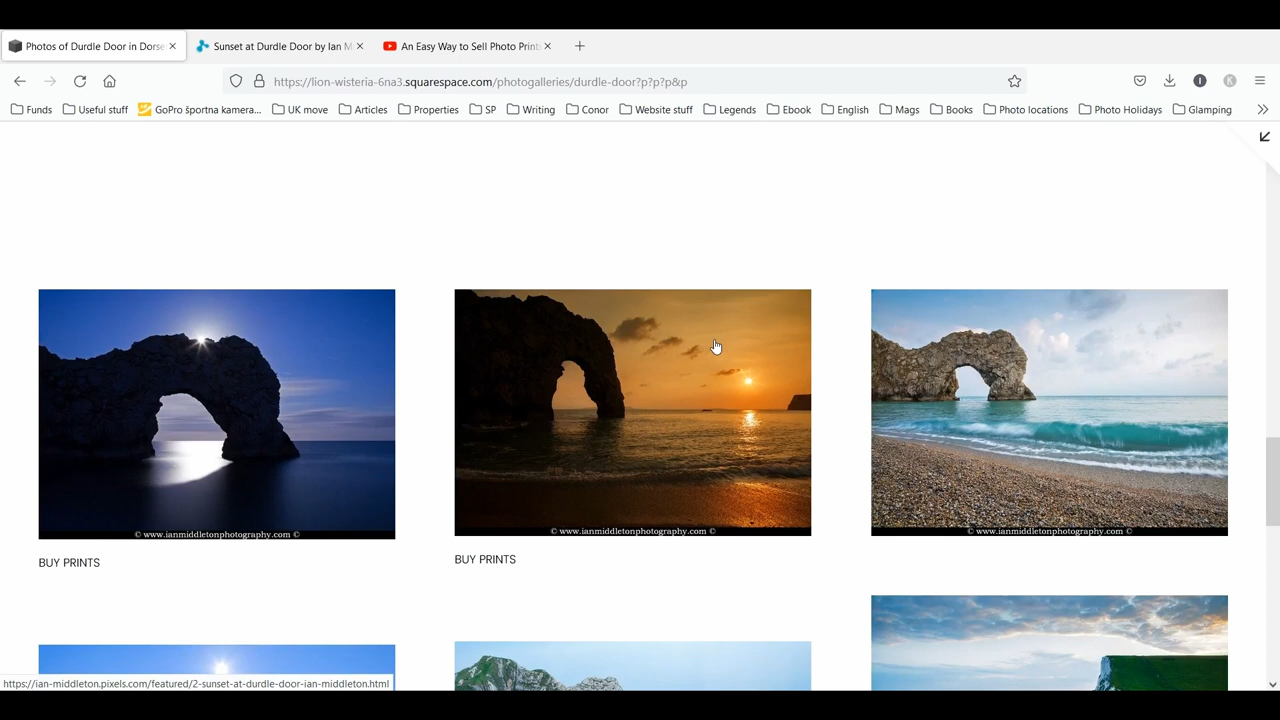 Photos of Durdle Door in Dorse
Sunset at Durdle Door by Ian M
An Easy Way to Sell Photo Print
https://lion-wisteria-6na3.squarespace.com/photogalleries/durdle-door?p?p?p&p
Funds
Useful stuff
GoPro športna kamera...
UK move
Articles
Properties
SP
Writing
Conor
Website stuff
Legends
Ebook
English
Mags
Books
Photo locations
Photo Holidays
Glamping
© www.ianmiddletonphotography.com ©
© www.ianmiddletonphotography.com ©
© www.ianmiddletonphotography.com ©
BUY PRINTS
BUY PRINTS
https://ian-middleton.pixels.com/featured/2-sunset-at-durdle-door-ian-middleton.html